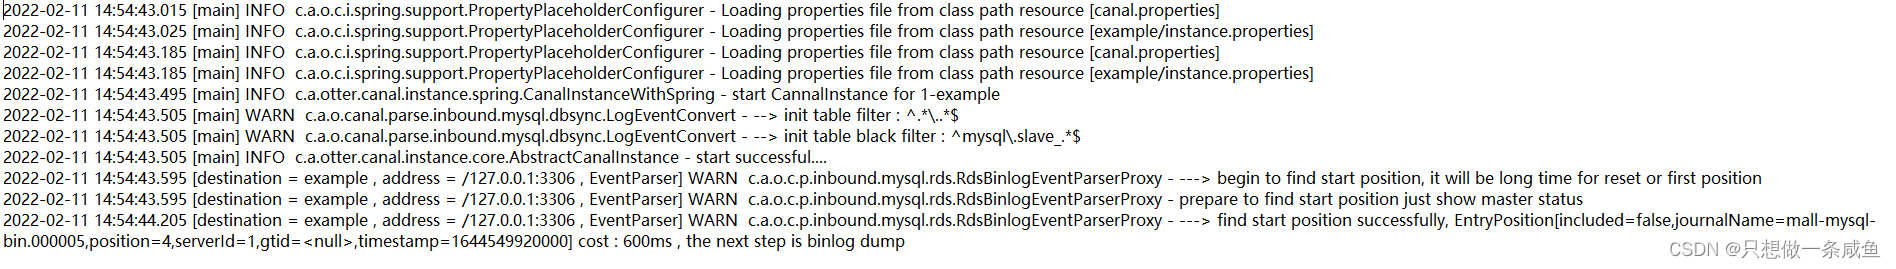 2022-02-11 14:54:43.015 [main] INFO  c.a.o.c.i.spring.support.PropertyPlaceholderConfigurer - Loading properties file from class path resource [canal.properties]
2022-02-11 14:54:43.025 [main] INFO  c.a.o.c.i.spring.support.PropertyPlaceholderConfigurer - Loading properties file from class path resource [example/instance.properties]
2022-02-11 14:54:43.185 [main] INFO  c.a.o.c.i.spring.support.PropertyPlaceholderConfigurer - Loading properties file from class path resource [canal.properties]
2022-02-11 14:54:43.185 [main] INFO  c.a.o.c.i.spring.support.PropertyPlaceholderConfigurer - Loading properties file from class path resource [example/instance.properties]
2022-02-11 14:54:43.495 [main] INFO  c.a.otter.canal.instance.spring.CanalInstanceWithSpring - start CannalInstance for 1-example
2022-02-11 14:54:43.505 [main] WARN  c.a.o.canal.parse.inbound.mysql.dbsync.LogEventConvert - --> init table filter : ^.*\..*$
2022-02-11 14:54:43.505 [main] WARN  c.a.o.canal.parse.inbound.mysql.dbsync.LogEventConvert - --> init table black filter : ^mysql\.slave_.*$
2022-02-11 14:54:43.505 [main] INFO  c.a.otter.canal.instance.core.AbstractCanalInstance - start successful....
2022-02-11 14:54:43.595 [destination = example , address = /127.0.0.1:3306 , EventParser] WARN  c.a.o.c.p.inbound.mysql.rds.RdsBinlogEventParserProxy - ---> begin to find start position, it will be long time for reset or first position
2022-02-11 14:54:43.595 [destination = example , address = /127.0.0.1:3306 , EventParser] WARN  c.a.o.c.p.inbound.mysql.rds.RdsBinlogEventParserProxy - prepare to find start position just show master status
2022-02-11 14:54:44.205 [destination = example , address = /127.0.0.1:3306 , EventParser] WARN  c.a.o.c.p.inbound.mysql.rds.RdsBinlogEventParserProxy - ---> find start position successfully, EntryPosition[included=false,journalName=mall-mysql-
bin.000005,position=4,serverId=1,gtid=<null>,timestamp=1644549920000] cost : 600ms , the next step is binlog dump
CSDN @只想做一条咸鱼